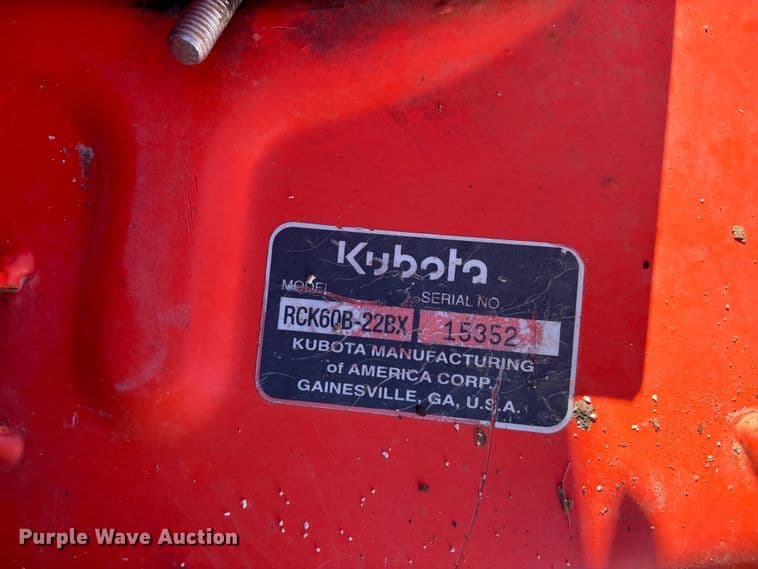 Kubota
MODEL SERIAL NO.
RCK60B-22BX 15352
KUBOTA MANUFACTURING
of AMERICA CORP.
GAINESVILLE, GA, U.S.A.
Purple Wave Auction